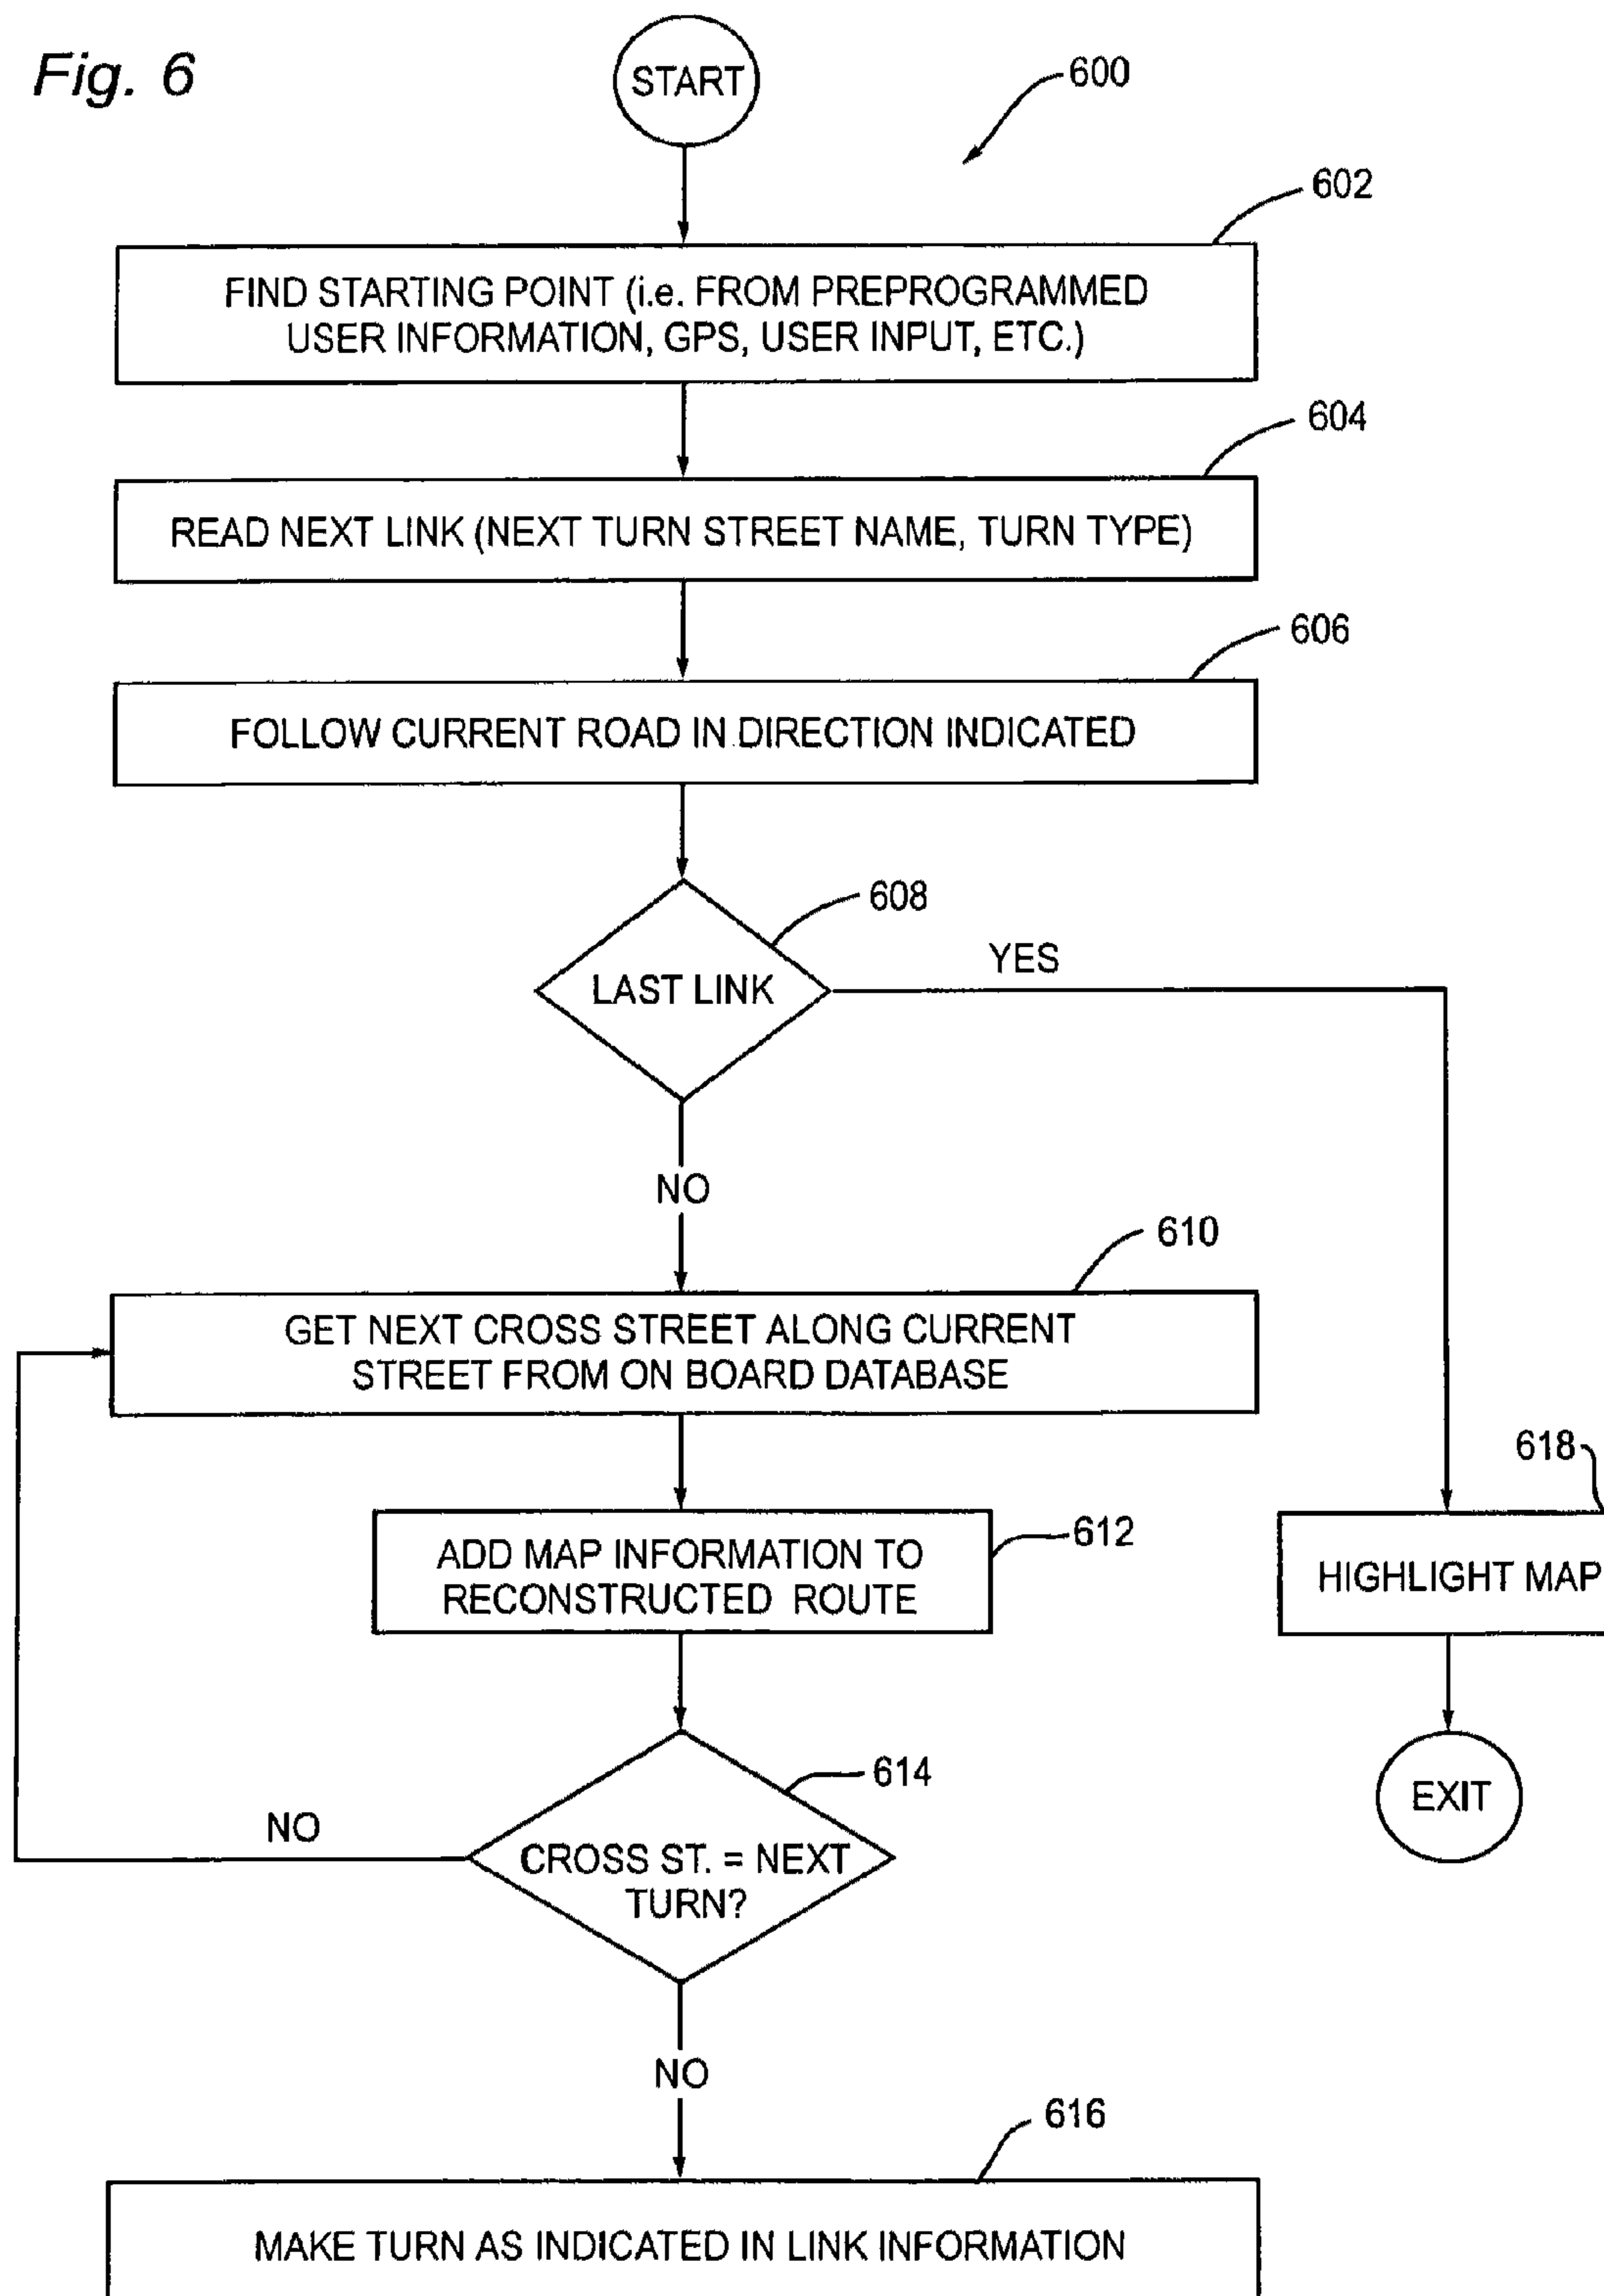 Fig. 6
START
600
602
FIND STARTING POINT (i.e. FROM PREPROGRAMMED
USER INFORMATION, GPS, USER INPUT, ETC.)
604
READ NEXT LINK (NEXT TURN STREET NAME, TURN TYPE)
606
FOLLOW CURRENT ROAD IN DIRECTION INDICATED
608
LAST LINK
YES
NO
610
GET NEXT CROSS STREET ALONG CURRENT
STREET FROM ON BOARD DATABASE
618
612
ADD MAP INFORMATION TO
RECONSTRUCTED ROUTE
HIGHLIGHT MAP
614
EXIT
NO
CROSS ST. = NEXT
TURN?
NO
616
MAKE TURN AS INDICATED IN LINK INFORMATION